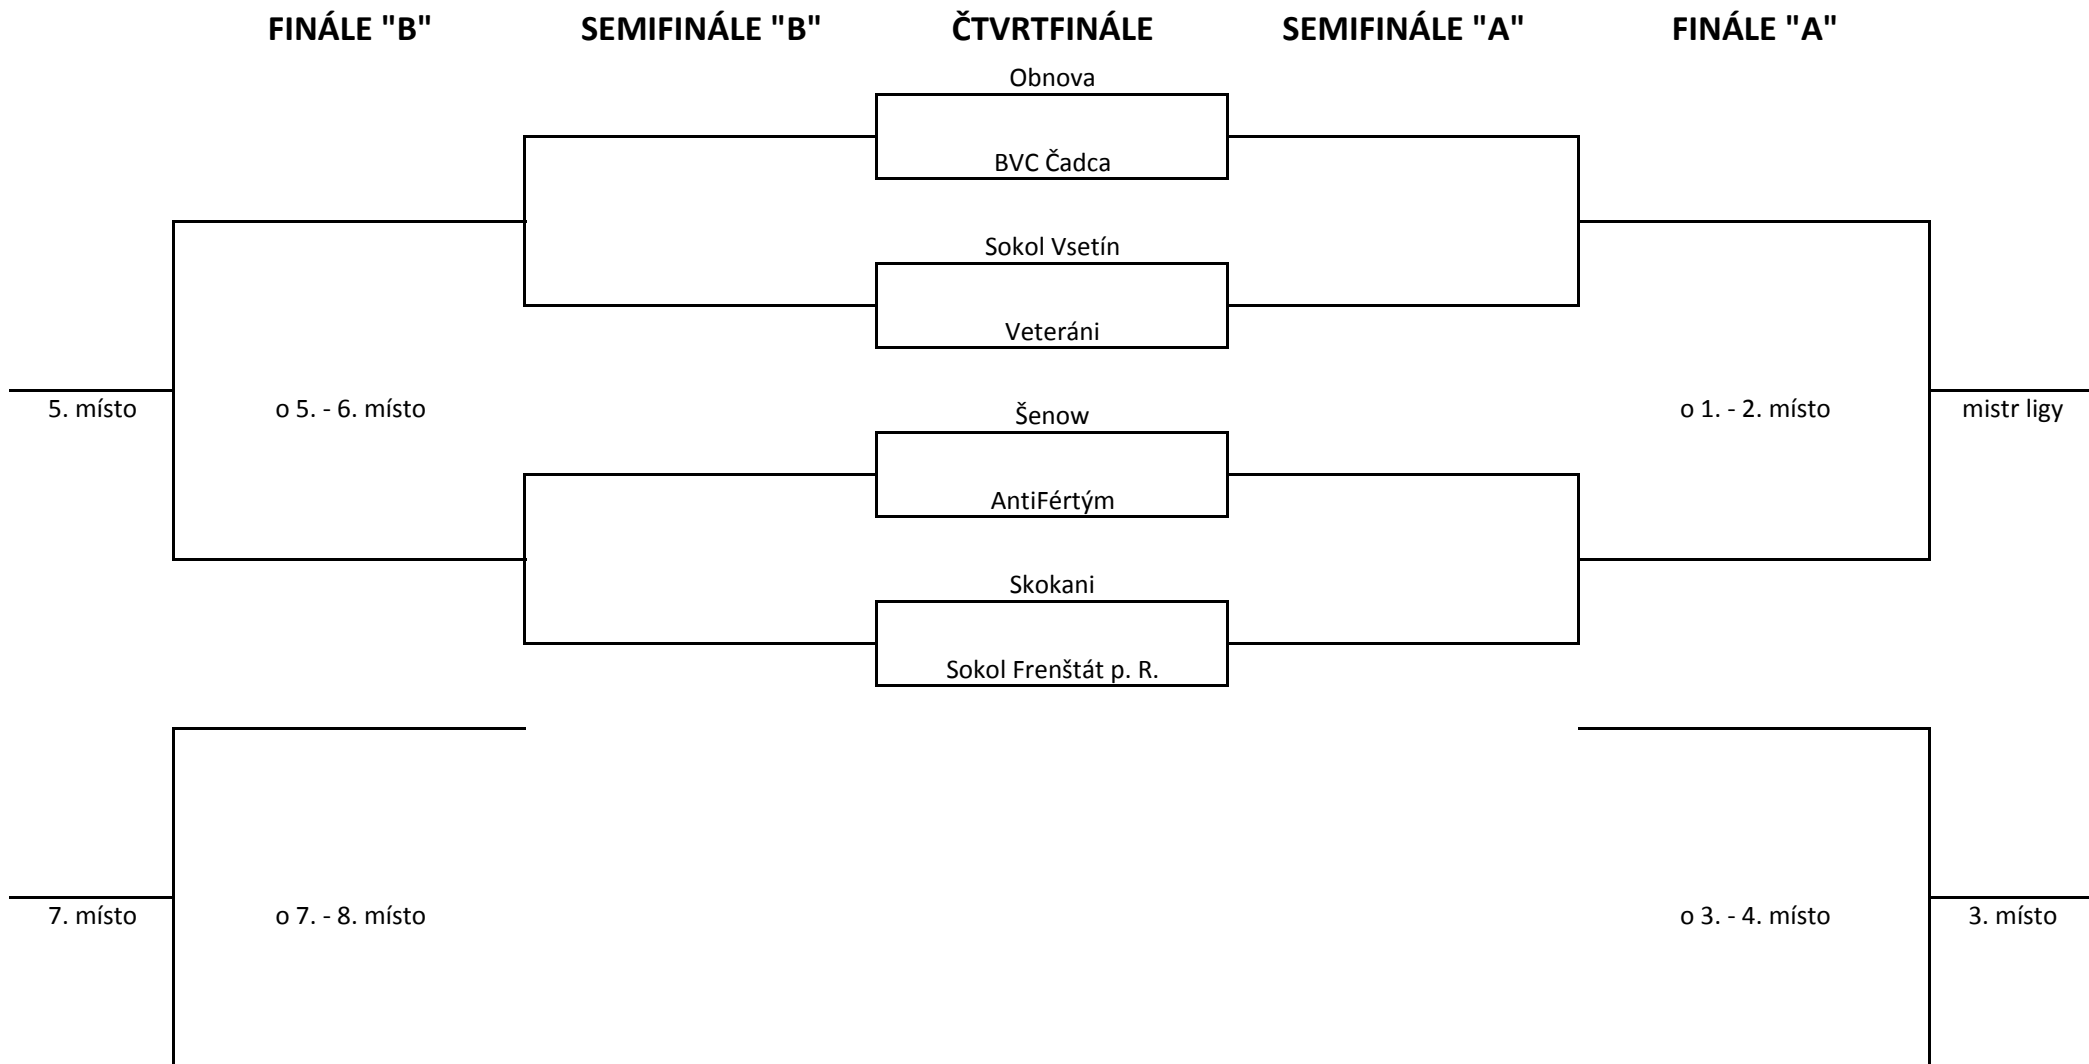 FINÁLE "B" SEMIFINÁLE "B" ČTVRTFINÁLE SEMIFINÁLE "A" FINÁLE "A"
Obnova
BVC Čadca
Sokol Vsetín
Veteráni
5. místo o 5. - 6. místo Šenow o 1. - 2. místo mistr ligy
AntiFértým
Skokani
Sokol Frenštát p. R.
7. místo o 7. - 8. místo o 3. - 4. místo 3. místo